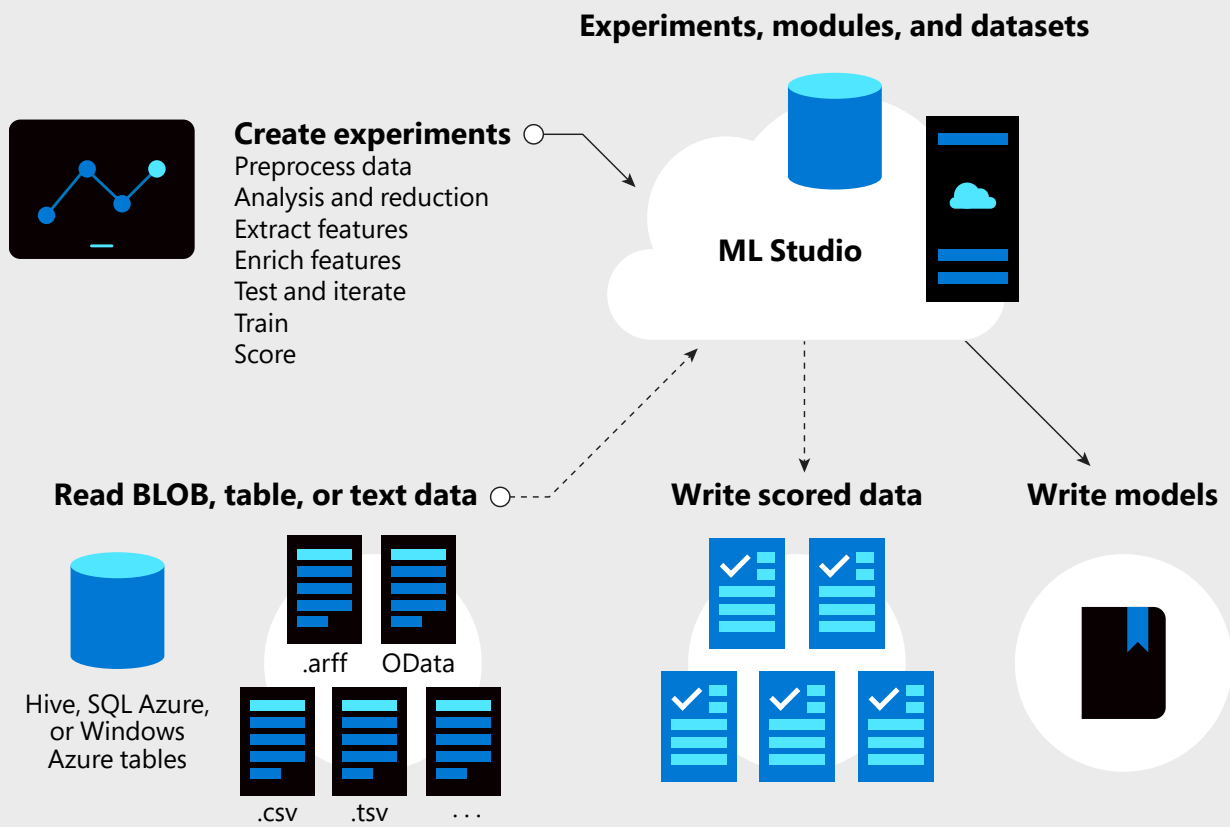 Experiments, modules, and datasets
Create experiments
Preprocess data
Analysis and reduction
Extract features
Enrich features
Test and iterate
Train
Score
ML Studio
Read BLOB, table, or text data
Hive, SQL Azure,
or Windows
Azure tables
.arff
OData
.csv
.tsv
. . .
Write scored data
Write models